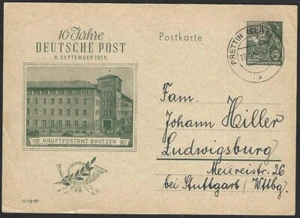 10 Jahre
DEUTSCHE POST
8. SEPTEMBER 1955
HAUPTPOSTAMT BAUTZEN
Postkarte
PRETTIN
Fam.
Johann Hiller
Ludwigsburg
Meiereistr. 26
bei Stuttgart / Wttbg.